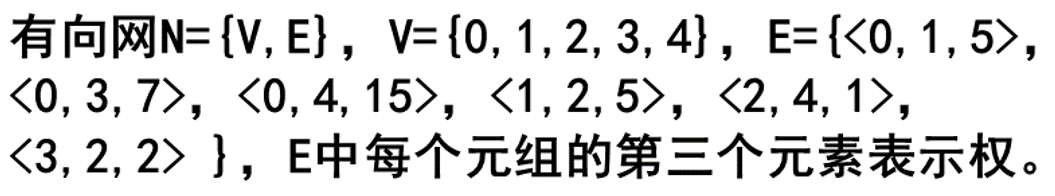 有向网N={V,E}，V={0,1,2,3,4}，E={<0,1,5>，
<0,3,7>，<0,4,15>，<1,2,5>，<2,4,1>，
<3,2,2> }，E中每个元组的第三个元素表示权。